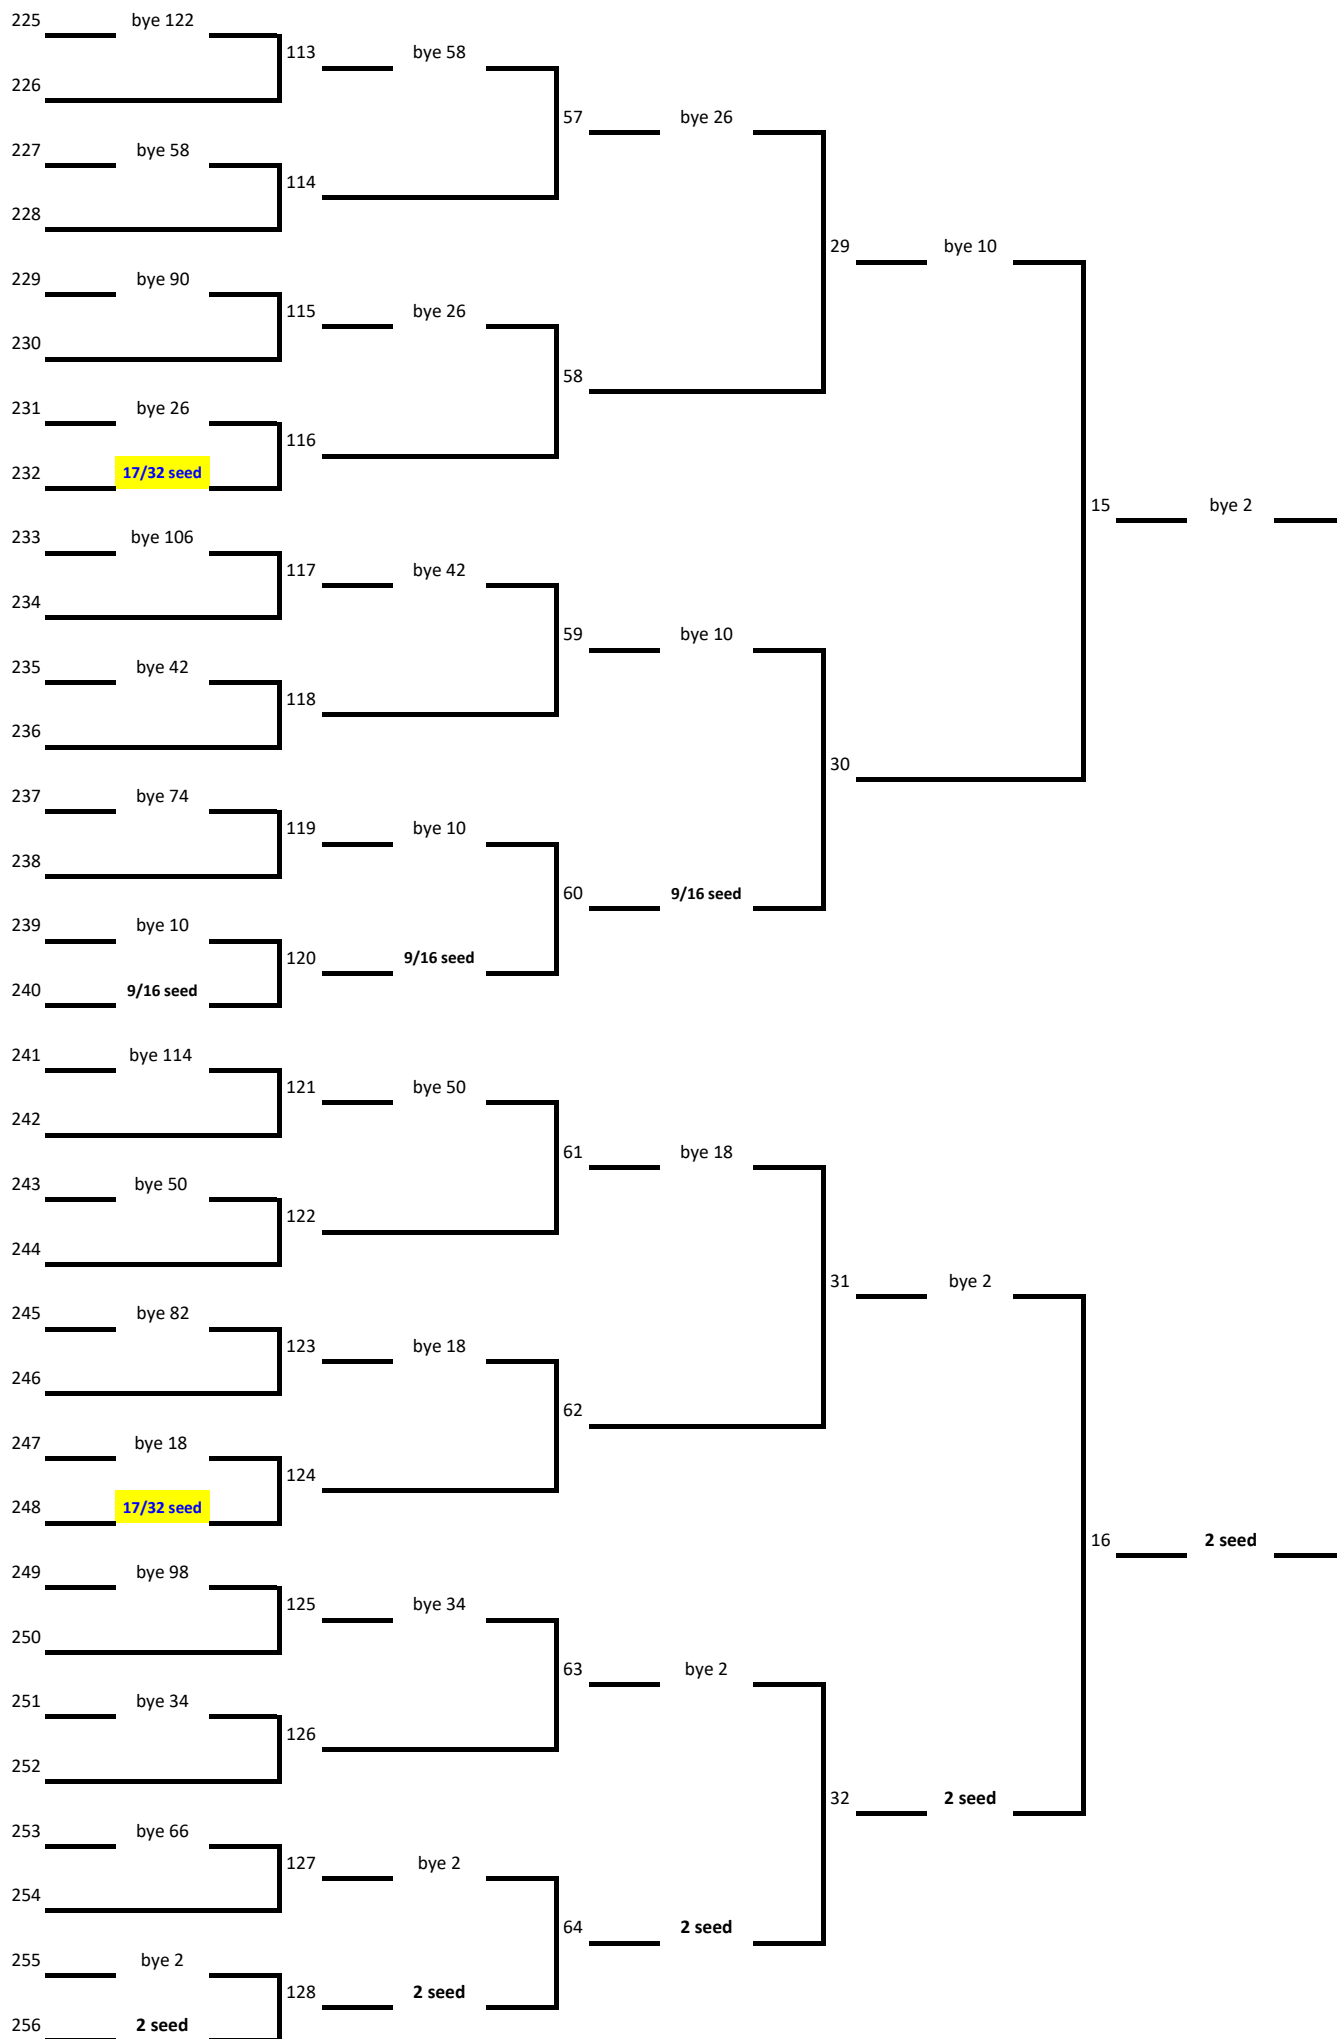 225 bye 122
113 bye 58
226
57 bye 26
227 bye 58
114
228
29 bye 10
229 bye 90
115 bye 26
230
58
231 bye 26
116
232 17/32 seed
15 bye 2
233 bye 106
117 bye 42
234
59 bye 10
235 bye 42
118
236
30
237 bye 74
119 bye 10
238
60 9/16 seed
239 bye 10
120 9/16 seed
240 9/16 seed
241 bye 114
121 bye 50
242
61 bye 18
243 bye 50
122
244
31 bye 2
245 bye 82
123 bye 18
246
62
247 bye 18
124
248 17/32 seed
16 2 seed
249 bye 98
125 bye 34
250
63 bye 2
251 bye 34
126
252
32 2 seed
253 bye 66
127 bye 2
254
64 2 seed
255 bye 2
128 2 seed
256 2 seed